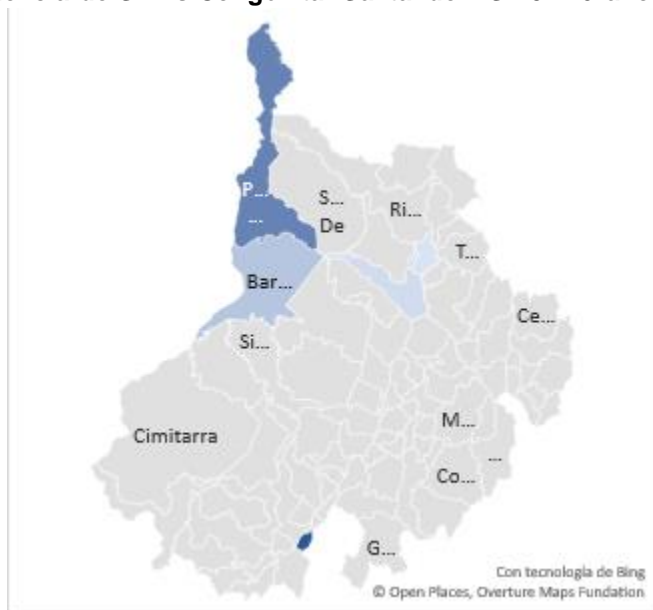 P...
...
S...
De
Ri...
T...
Bar...
Ce...
Si...
Cimitarra
M...
...
Co...
G...
Con tecnología de Bing
© Open Places, Overture Maps Fundation